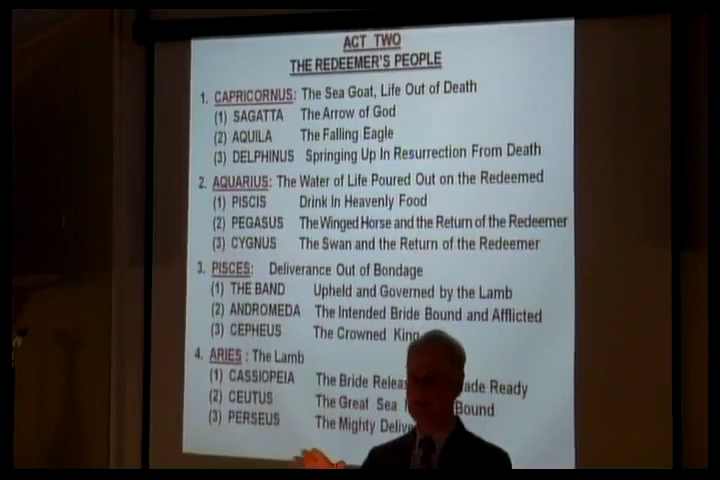 ACT TWO
THE REDEEMER'S PEOPLE
1. CAPRICORNUS: The Sea Goat, Life Out of Death
(1) SAGATTA The Arrow of God
(2) AQUILA The Falling Eagle
(3) DELPHINUS Springing Up In Resurrection From Death
2. AQUARIUS: The Water of Life Poured Out on the Redeemed
(1) PISCIS Drink In Heavenly Food
(2) PEGASUS The Winged Horse and the Return of the Redeemer
(3) CYGNUS The Swan and the Return of the Redeemer
3. PISCES: Deliverance Out of Bondage
(1) THE BAND Upheld and Governed by the Lamb
(2) ANDROMEDA The Intended Bride Bound and Afflicted
(3) CEPHEUS The Crowned King
4. ARIES : The Lamb
(1) CASSIOPEIA The Bride Ready
(2) CEUTUS The Great Sea Bound
(3) PERSEUS The Mighty